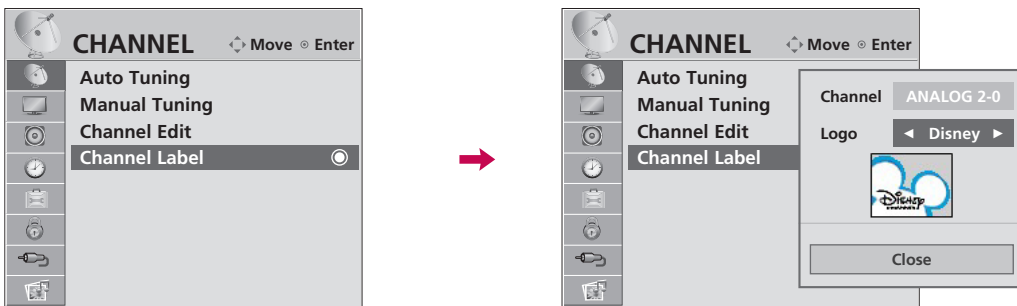 CHANNEL Move Enter
Auto Tuning
Manual Tuning
Channel Edit
Channel Label
CHANNEL Move Enter
Auto Tuning
Manual Tuning
Channel Edit
Channel Label
Channel ANALOG 2-0
Logo ◄ Disney ►
Disney
Close